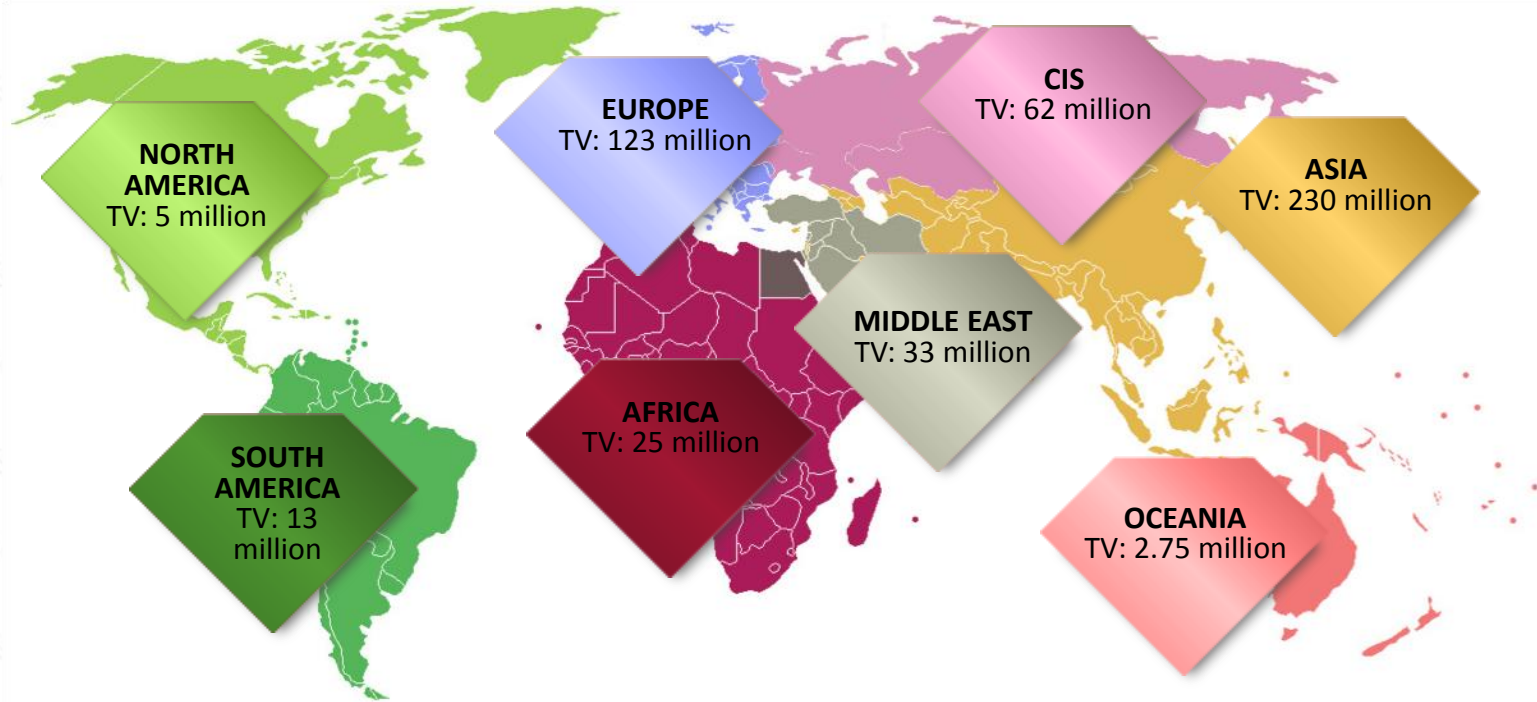 NORTH
AMERICA
TV: 5 million
EUROPE
TV: 123 million
CIS
TV: 62 million
ASIA
TV: 230 million
MIDDLE EAST
TV: 33 million
AFRICA
TV: 25 million
SOUTH
AMERICA
TV: 13
million
OCEANIA
TV: 2.75 million